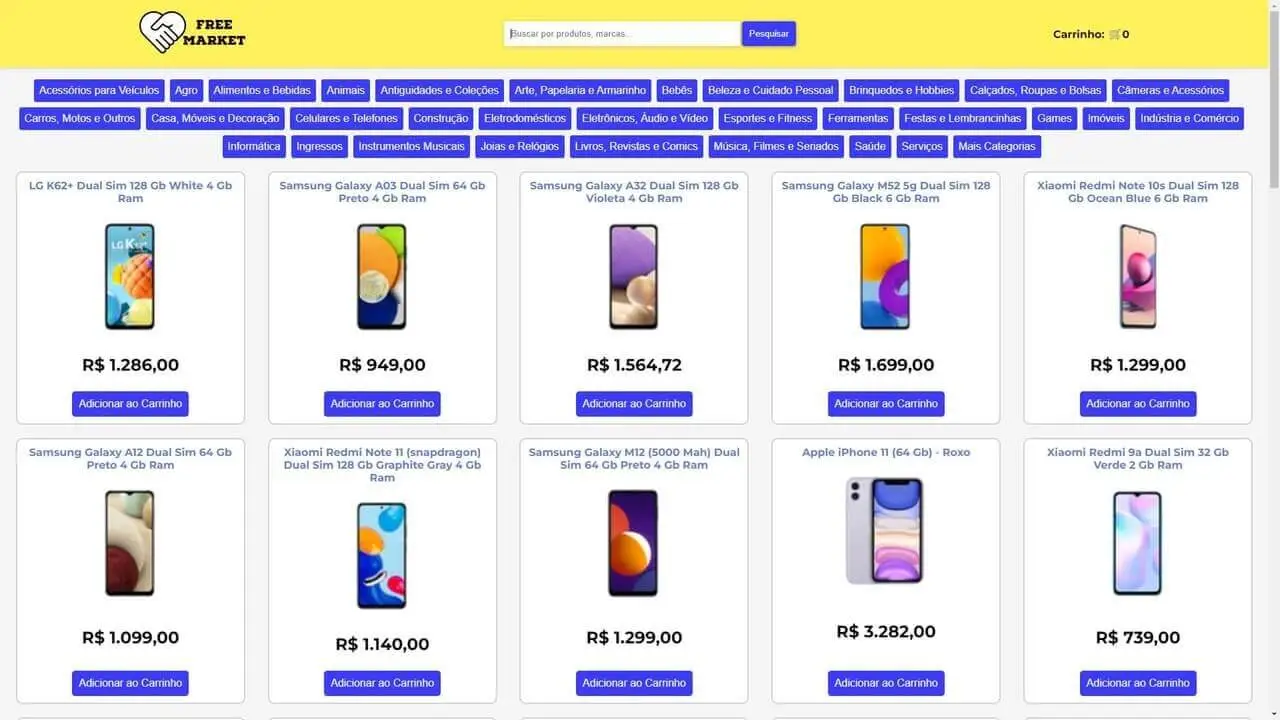 FREE
MARKET
Buscar por produtos, marcas...
Pesquisar
Carrinho: 0
Acessórios para Veículos Agro Alimentos e Bebidas Animais Antiguidades e Coleções Arte, Papelaria e Armarinho Bebês Beleza e Cuidado Pessoal Brinquedos e Hobbies Calçados, Roupas e Bolsas Câmeras e Acessórios
Carros, Motos e Outros Casa, Móveis e Decoração Celulares e Telefones Construção Eletrodomésticos Eletrônicos, Áudio e Vídeo Esportes e Fitness Ferramentas Festas e Lembrancinhas Games Imóveis Indústria e Comércio
Informática Ingressos Instrumentos Musicais Joias e Relógios Livros, Revistas e Comics Música, Filmes e Seriados Saúde Serviços Mais Categorias
LG K62+ Dual Sim 128 Gb White 4 Gb
Ram
LG K62+
R$ 1.286,00
Adicionar ao Carrinho
Samsung Galaxy A03 Dual Sim 64 Gb
Preto 4 Gb Ram
R$ 949,00
Adicionar ao Carrinho
Samsung Galaxy A32 Dual Sim 128 Gb
Violeta 4 Gb Ram
R$ 1.564,72
Adicionar ao Carrinho
Samsung Galaxy M52 5g Dual Sim 128
Gb Black 6 Gb Ram
R$ 1.699,00
Adicionar ao Carrinho
Xiaomi Redmi Note 10s Dual Sim 128
Gb Ocean Blue 6 Gb Ram
R$ 1.299,00
Adicionar ao Carrinho
Samsung Galaxy A12 Dual Sim 64 Gb
Preto 4 Gb Ram
R$ 1.099,00
Adicionar ao Carrinho
Xiaomi Redmi Note 11 (snapdragon)
Dual Sim 128 Gb Graphite Gray 4 Gb
Ram
R$ 1.140,00
Adicionar ao Carrinho
Samsung Galaxy M12 (5000 Mah) Dual
Sim 64 Gb Preto 4 Gb Ram
R$ 1.299,00
Adicionar ao Carrinho
Apple iPhone 11 (64 Gb) - Roxo
R$ 3.282,00
Adicionar ao Carrinho
Xiaomi Redmi 9a Dual Sim 32 Gb
Verde 2 Gb Ram
R$ 739,00
Adicionar ao Carrinho